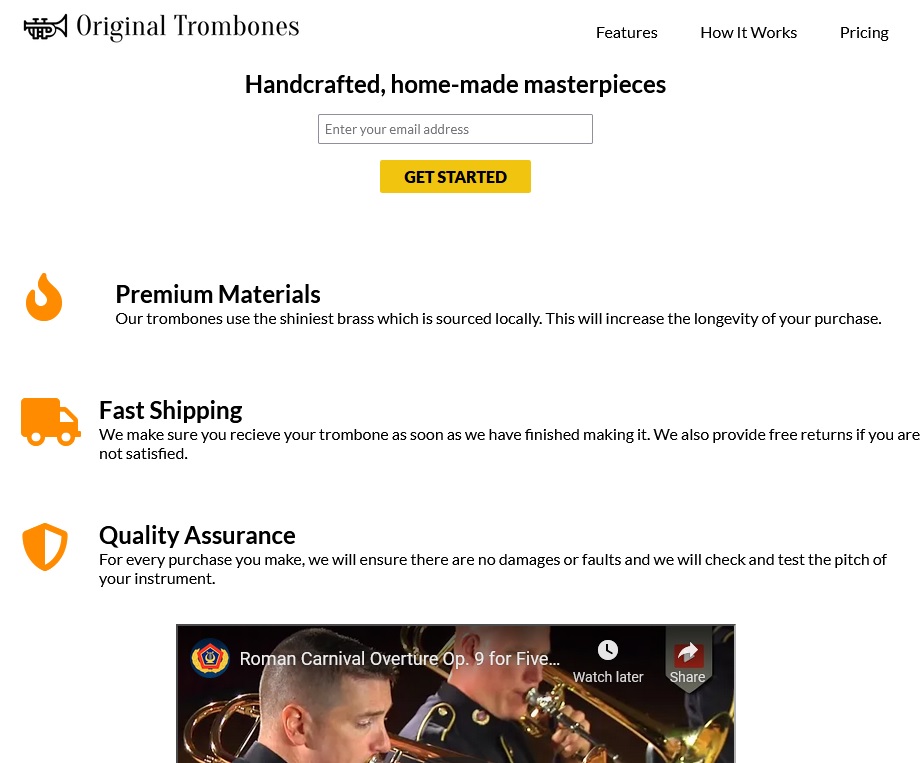 Original Trombones
Features
How It Works
Pricing
Handcrafted, home-made masterpieces
Enter your email address
GET STARTED
Premium Materials
Our trombones use the shiniest brass which is sourced locally. This will increase the longevity of your purchase.
Fast Shipping
We make sure you recieve your trombone as soon as we have finished making it. We also provide free returns if you are
not satisfied.
Quality Assurance
For every purchase you make, we will ensure there are no damages or faults and we will check and test the pitch of
your instrument.
Roman Carnival Overture Op. 9 for Five...
Watch later
Share